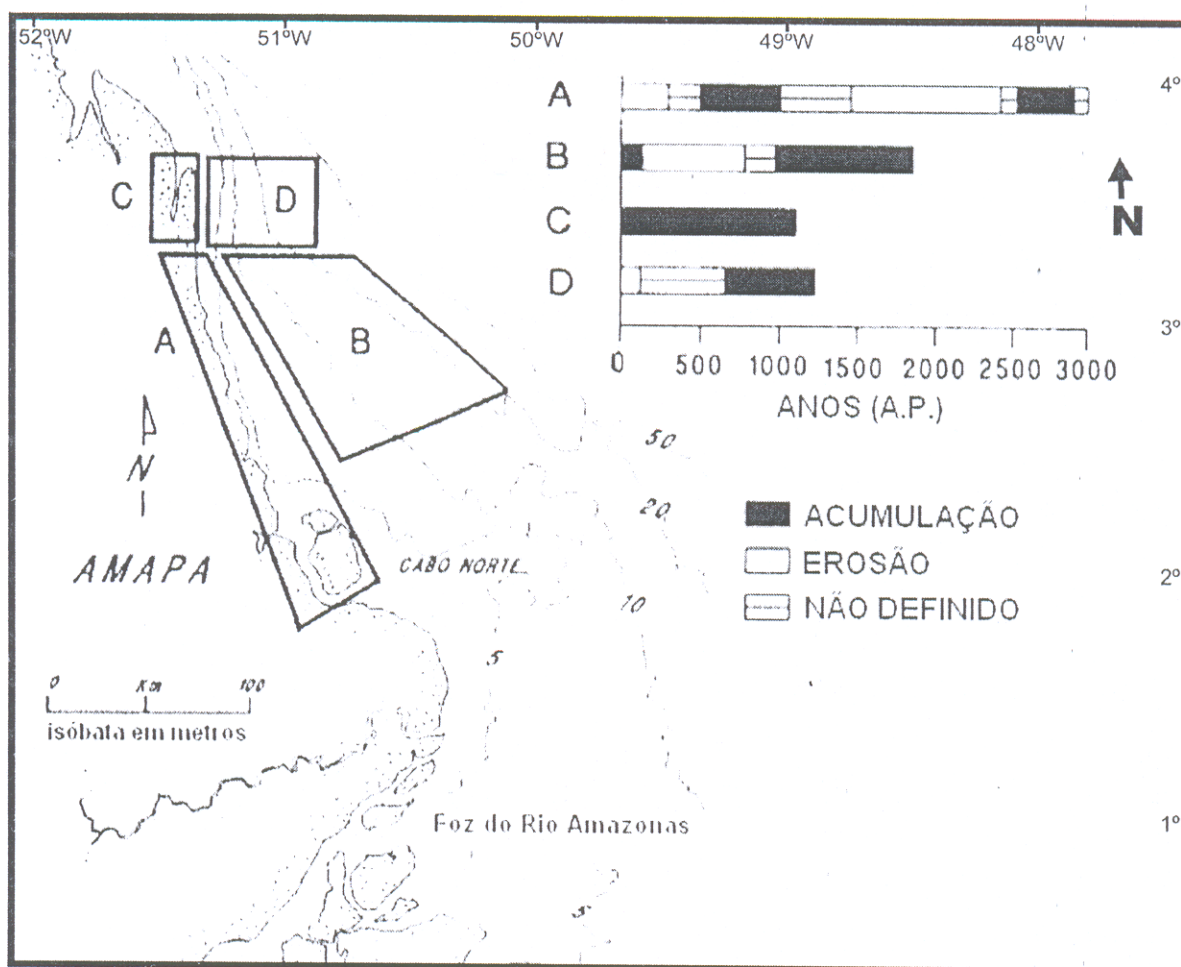 52°W 51°W 50°W 49°W 48°W
4°
A
B
C
D
N
0 500 1000 1500 2000 2500 3000
ANOS (A.P.)
3°
C
D
A
B
N
AMAPA
CABO NORTE
50
20
10
5
ACUMULAÇÃO
EROSÃO
NÃO DEFINIDO
2°
0 Km 100
isóbata em metros
Foz do Rio Amazonas
1°
5